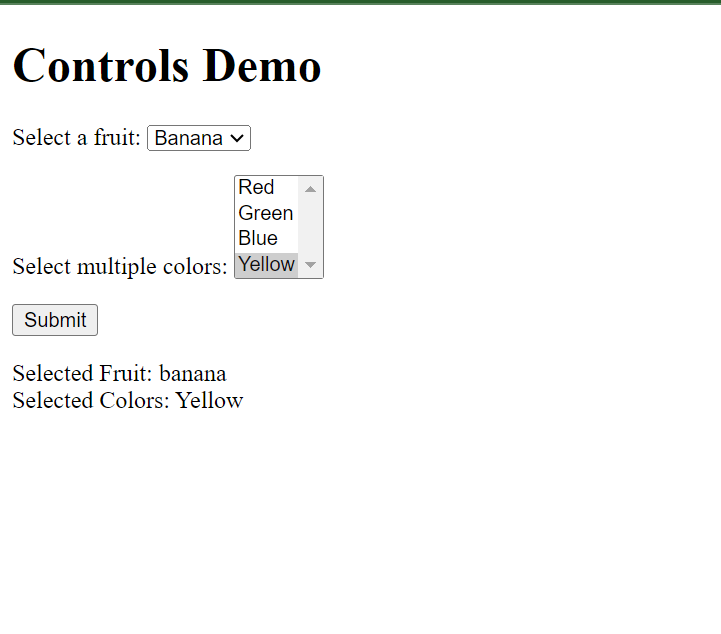 Controls Demo
Select a fruit: Banana
Red
Green
Blue
Select multiple colors: Yellow
Submit
Selected Fruit: banana
Selected Colors: Yellow